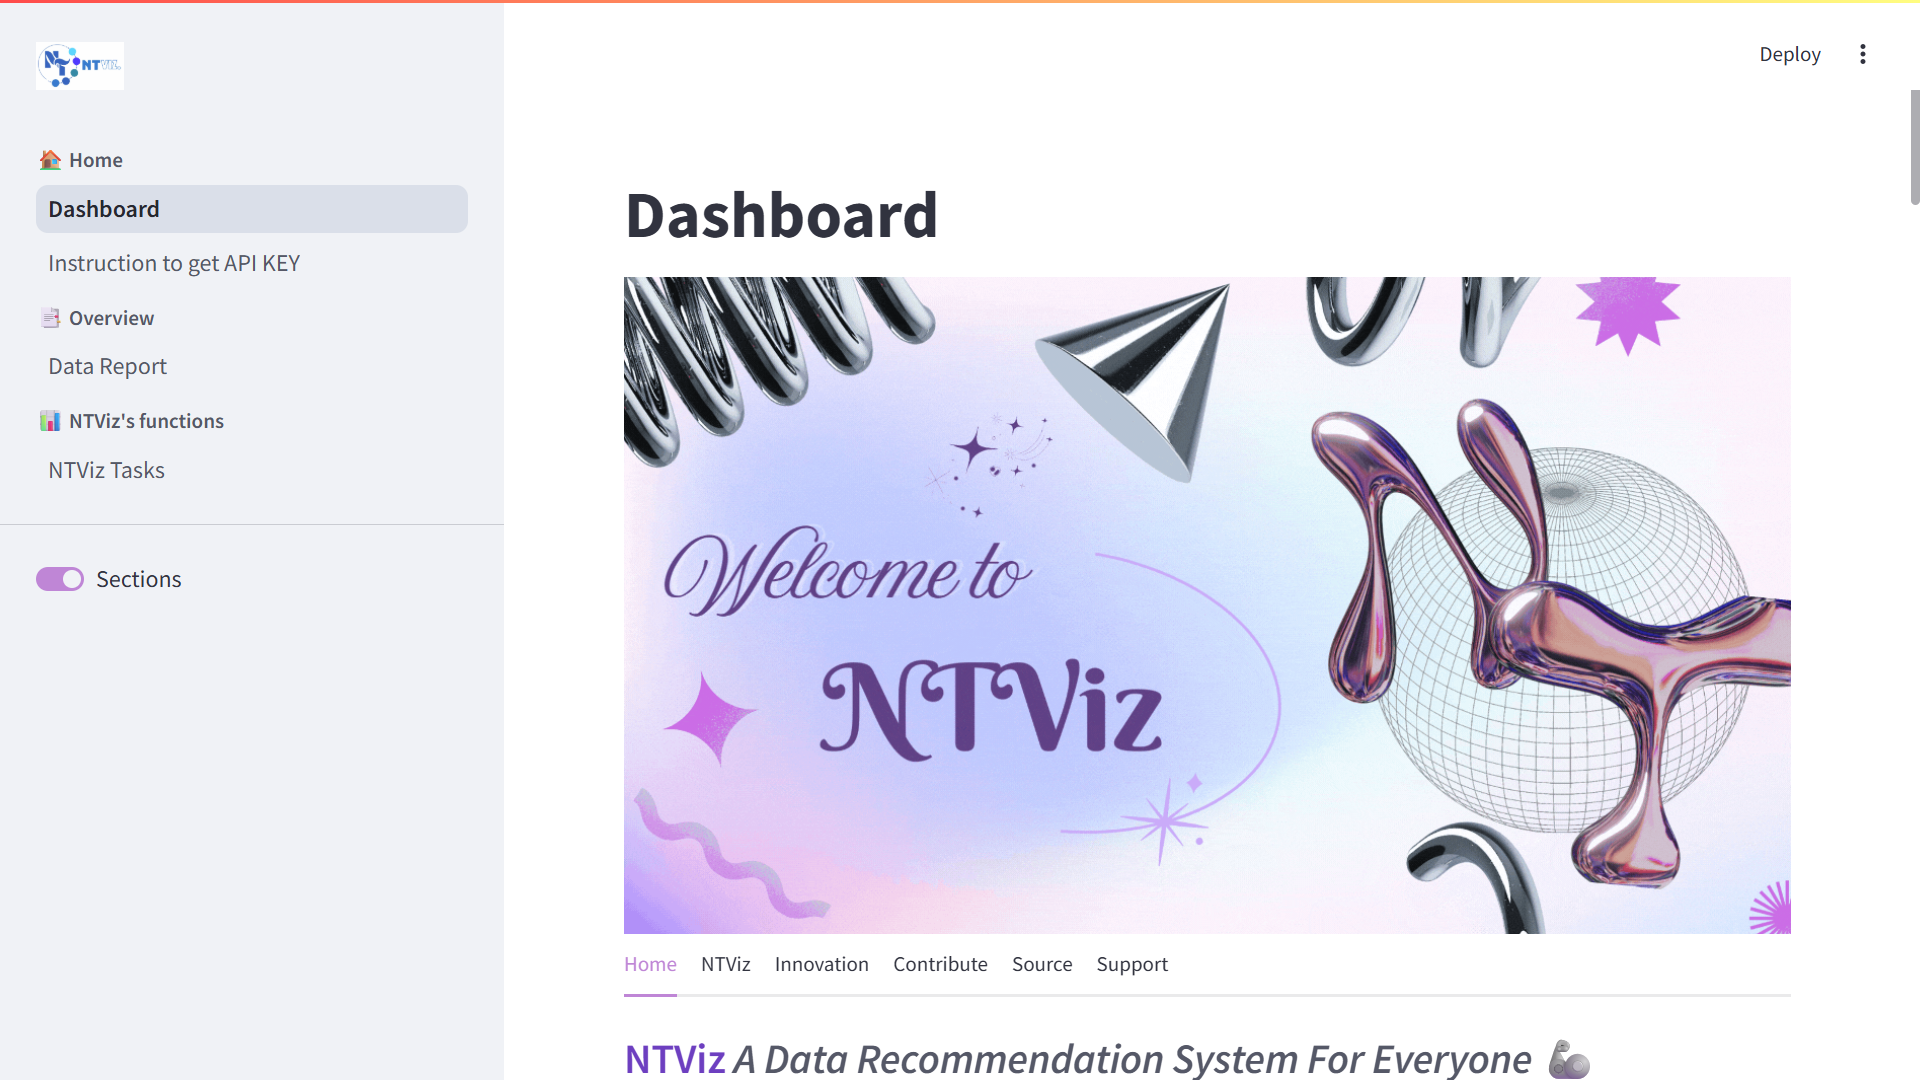 NT NTViz.
Deploy
Home
Dashboard
Instruction to get API KEY
Overview
Data Report
NTViz's functions
NTViz Tasks
Sections
Dashboard
Welcome to
NTViz
Home NTViz Innovation Contribute Source Support
NTViz A Data Recommendation System For Everyone